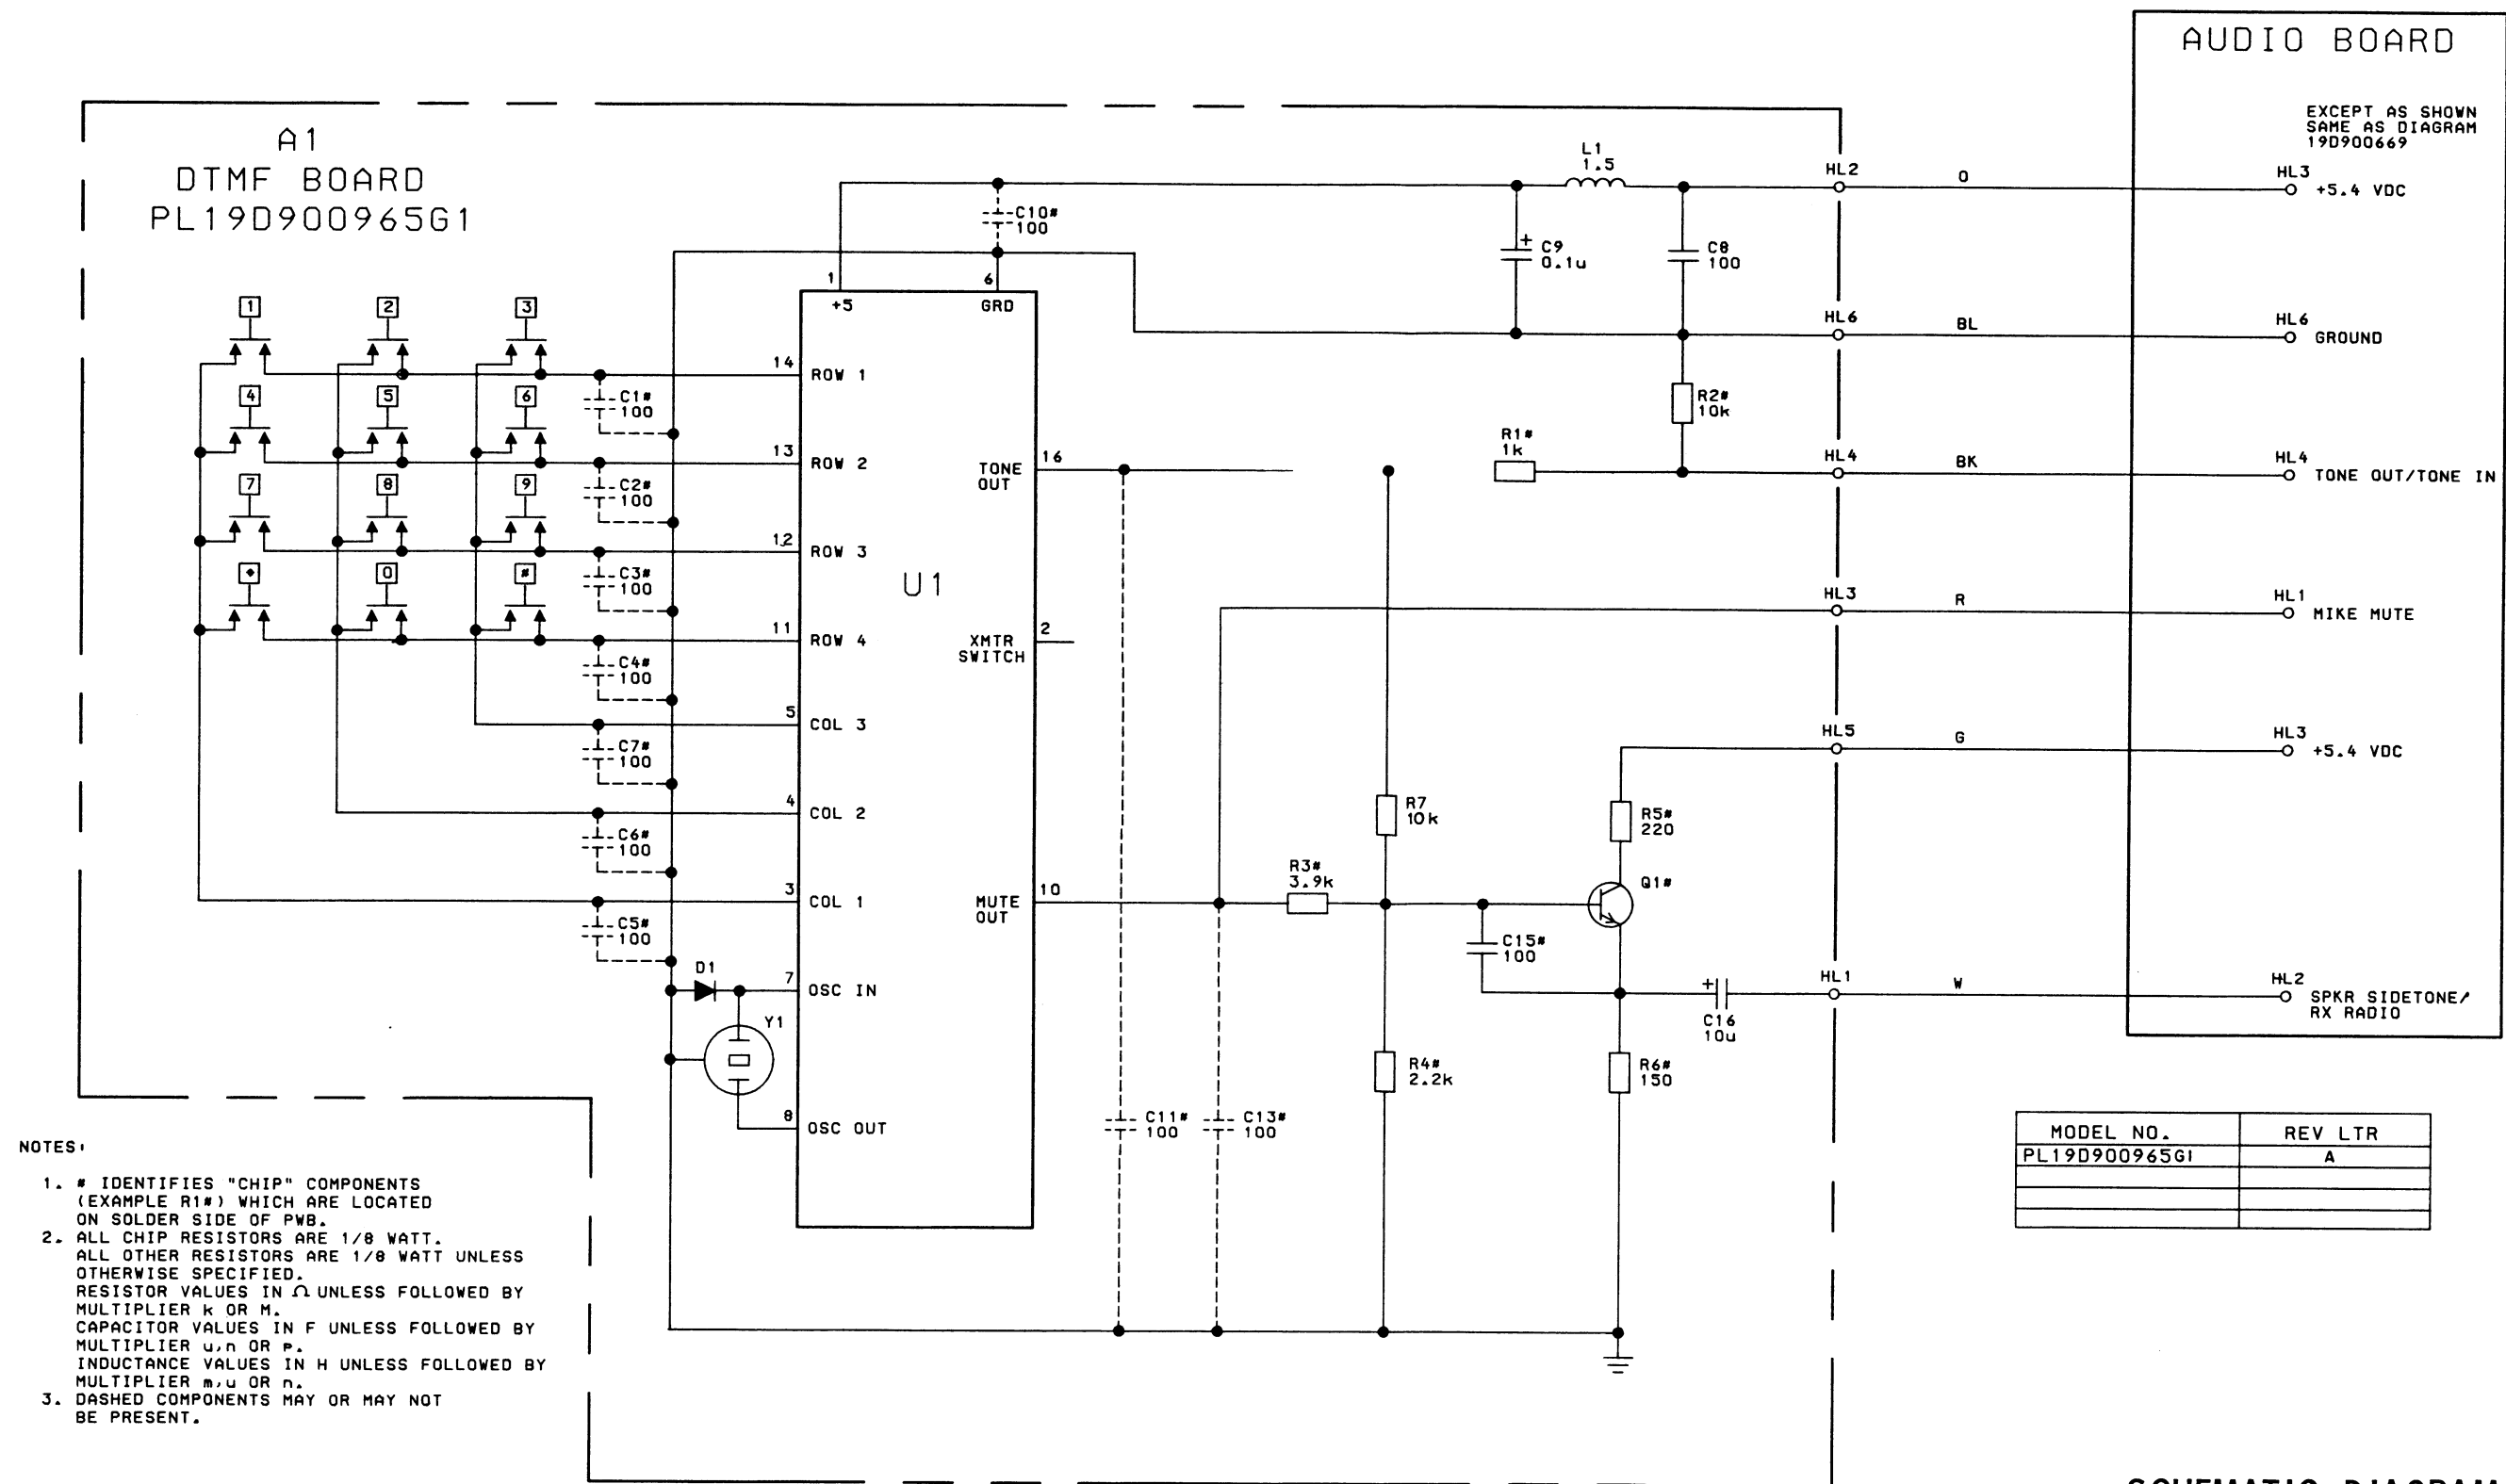 AUDIO BOARD
EXCEPT AS SHOWN
SAME AS DIAGRAM
19D900669
A1
DTMF BOARD
PL19D900965G1
L1
1.5
HL2
O
HL3
+5.4 VDC
C10#
100
C9
0.1u
+
C8
100
1
+5
6
GRD
HL6
BL
HL6
GROUND
1
2
3
14
ROW 1
C1#
100
R2#
10k
4
5
6
13
ROW 2
C2#
100
TONE
OUT
16
R1#
1k
HL4
BK
HL4
TONE OUT/TONE IN
7
8
9
12
ROW 3
C3#
100
U1
*
0
#
11
ROW 4
C4#
100
XMTR
SWITCH
2
HL3
R
HL1
MIKE MUTE
5
COL 3
C7#
100
HL5
G
HL3
+5.4 VDC
4
COL 2
C6#
100
R7
10k
R5#
220
3
COL 1
C5#
100
MUTE
OUT
10
R3#
3.9k
Q1#
C15#
100
D1
7
OSC IN
Y1
8
OSC OUT
+
C16
10u
HL1
W
HL2
SPKR SIDETONE/
RX RADIO
R4#
2.2k
R6#
150
C11#
100
C13#
100
MODEL NO. REV LTR
PL19D900965G1 A
NOTES:
1. # IDENTIFIES "CHIP" COMPONENTS
(EXAMPLE R1#) WHICH ARE LOCATED
ON SOLDER SIDE OF PWB.
2. ALL CHIP RESISTORS ARE 1/8 WATT.
ALL OTHER RESISTORS ARE 1/8 WATT UNLESS
OTHERWISE SPECIFIED.
RESISTOR VALUES IN Ω UNLESS FOLLOWED BY
MULTIPLIER k OR M.
CAPACITOR VALUES IN F UNLESS FOLLOWED BY
MULTIPLIER u,n OR P.
INDUCTANCE VALUES IN H UNLESS FOLLOWED BY
MULTIPLIER m,u OR n.
3. DASHED COMPONENTS MAY OR MAY NOT
BE PRESENT.
SCHEMATIC DIAGRAM